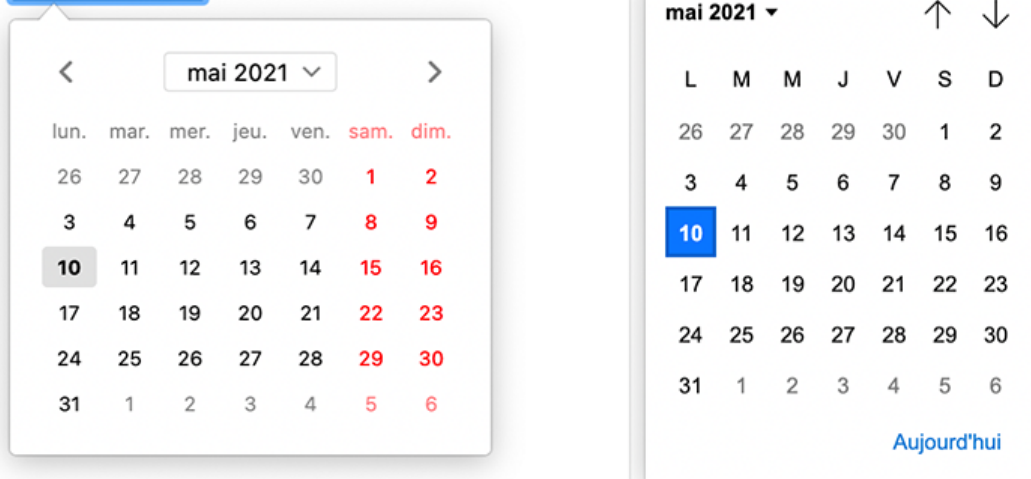 mai 2021
lun. mar. mer. jeu. ven. sam. dim.
26 27 28 29 30 1 2
3 4 5 6 7 8 9
10 11 12 13 14 15 16
17 18 19 20 21 22 23
24 25 26 27 28 29 30
31 1 2 3 4 5 6
mai 2021
L M M J V S D
26 27 28 29 30 1 2
3 4 5 6 7 8 9
10 11 12 13 14 15 16
17 18 19 20 21 22 23
24 25 26 27 28 29 30
31 1 2 3 4 5 6
Aujourd'hui